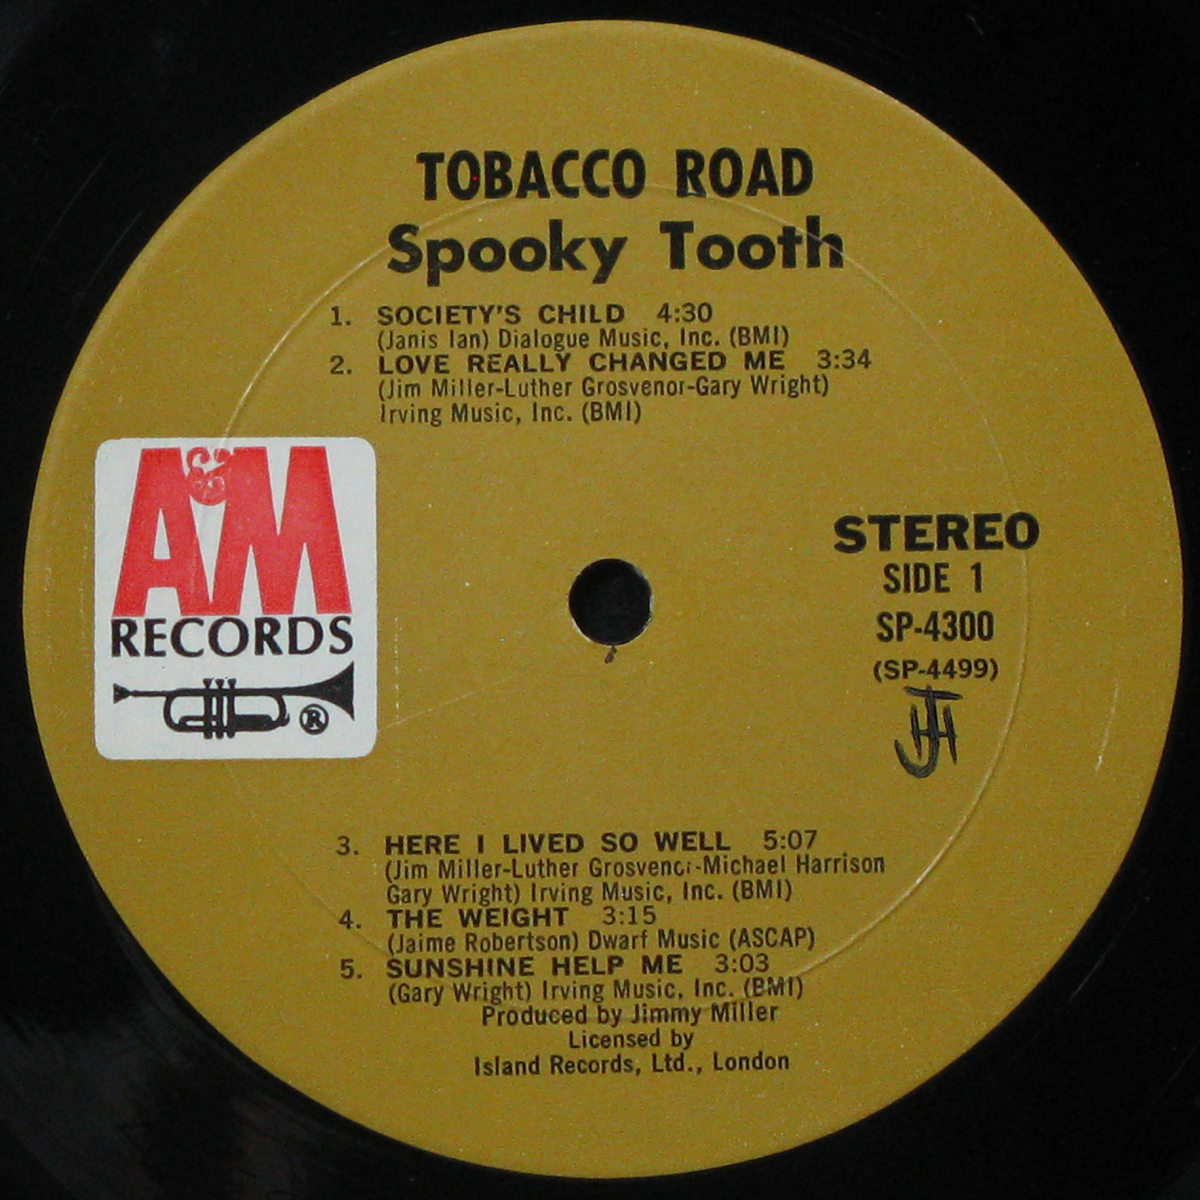 TOBACCO ROAD
Spooky Tooth
1. SOCIETY'S CHILD 4:30
(Janis Ian) Dialogue Music, Inc. (BMI)
2. LOVE REALLY CHANGED ME 3:34
(Jim Miller-Luther Grosvenor-Gary Wright)
Irving Music, Inc. (BMI)
A&M
RECORDS
®
STEREO
SIDE 1
SP-4300
(SP-4499)
JH
3. HERE I LIVED SO WELL 5:07
(Jim Miller-Luther Grosvenor-Michael Harrison
Gary Wright) Irving Music, Inc. (BMI)
4. THE WEIGHT 3:15
(Jaime Robertson) Dwarf Music (ASCAP)
5. SUNSHINE HELP ME 3:03
(Gary Wright) Irving Music, Inc. (BMI)
Produced by Jimmy Miller
Licensed by
Island Records, Ltd., London